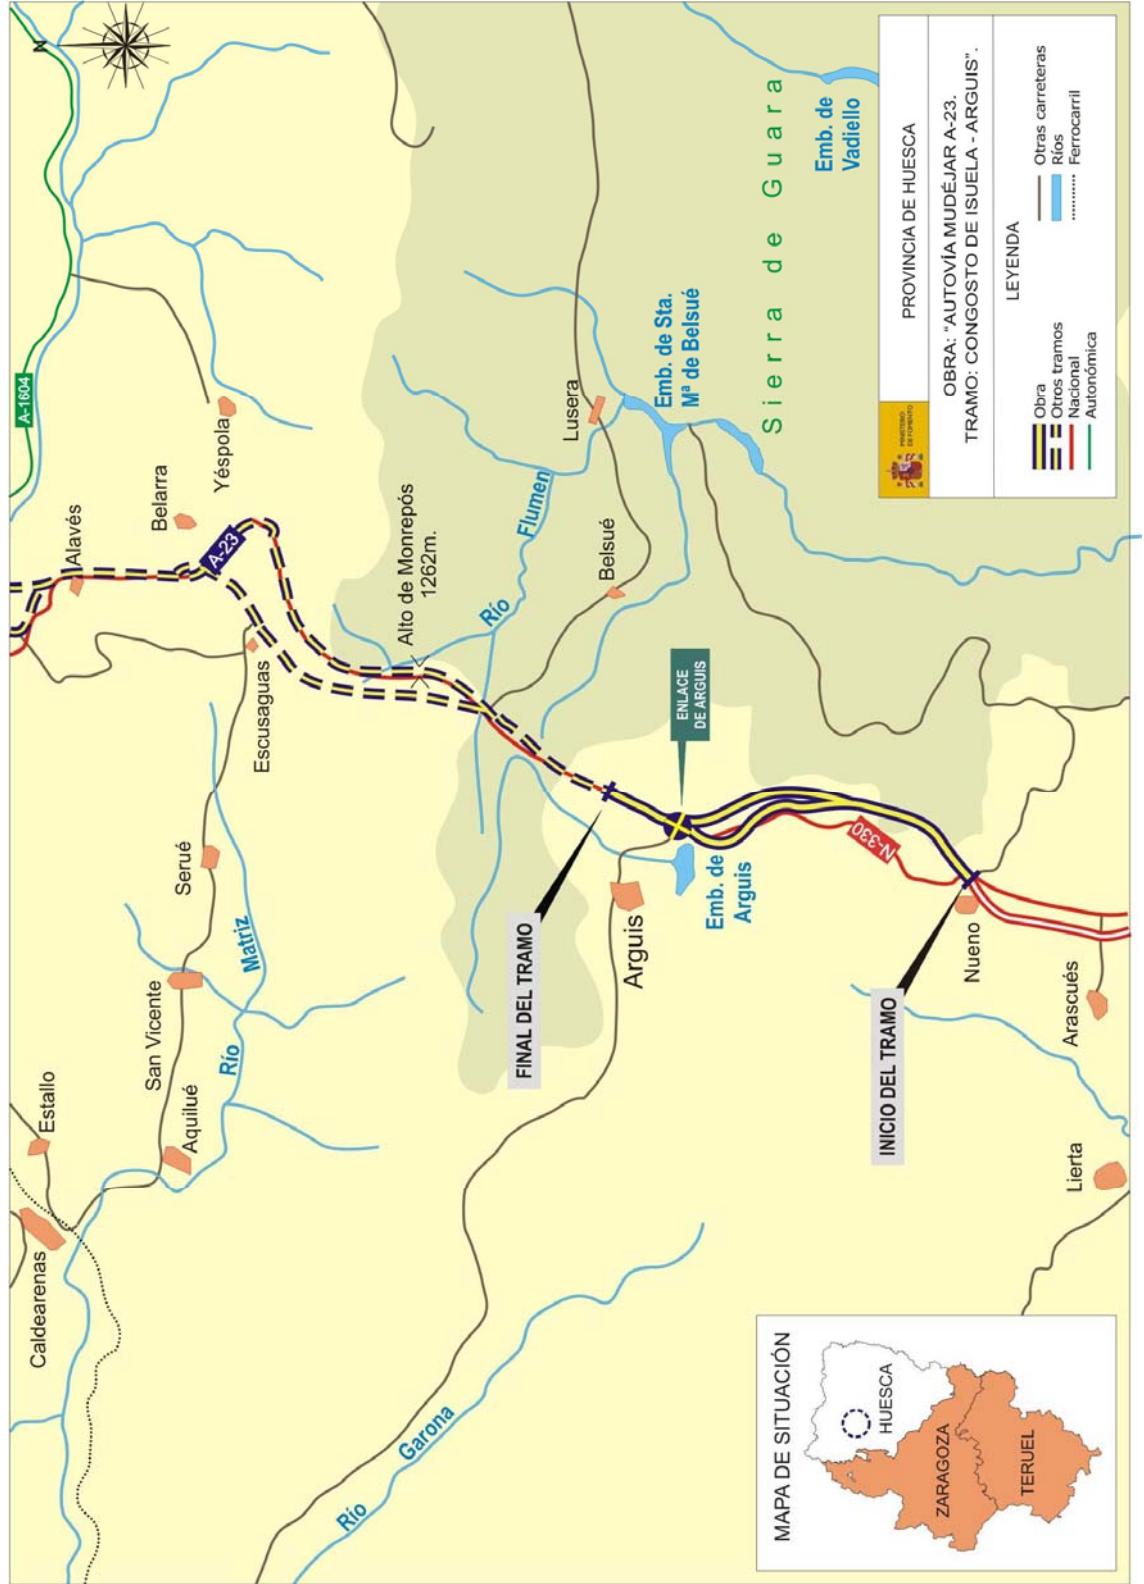 N
A-1604
Alavés
Belarra
Yéspola
A-23
Escusaguas
Serué
San Vicente
Aquilué
Estallo
Caldearenas
Río
Matriz
Alto de Monrepós
1262m.
Río
Flumen
Lusera
Belsué
Emb. de Sta.
Mª de Belsué
Sierra de Guara
Emb. de
Vadiello
ENLACE
DE ARGUIS
FINAL DEL TRAMO
Arguis
Emb. de
Arguis
N-330
INICIO DEL TRAMO
Nueno
Arascués
Lierta
Río
Garona
MAPA DE SITUACIÓN
HUESCA
ZARAGOZA
TERUEL
MINISTERIO
DE FOMENTO
PROVINCIA DE HUESCA
OBRA: "AUTOVÍA MUDÉJAR A-23.
TRAMO: CONGOSTO DE ISUELA - ARGUIS".
LEYENDA
Obra
Otros tramos
Nacional
Autonómica
Otras carreteras
Ríos
Ferrocarril